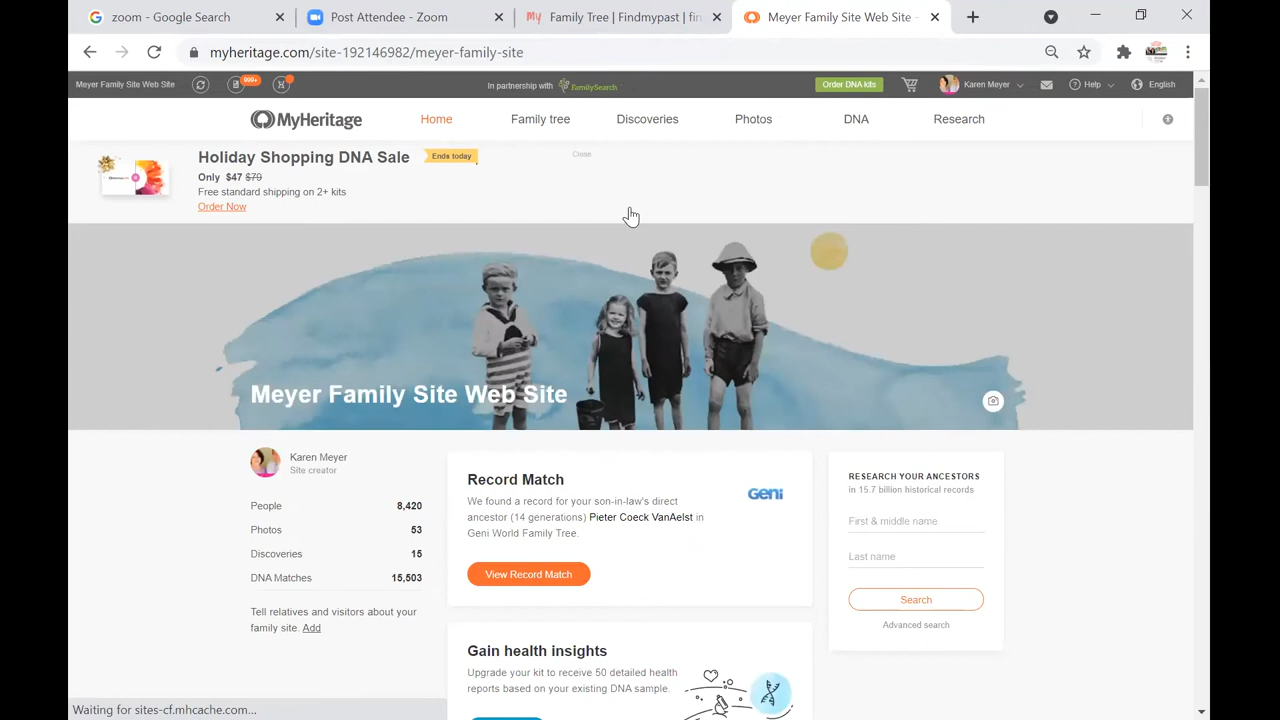 zoom - Google Search
Post Attendee - Zoom
My
Family Tree | Findmypast | fin
Meyer Family Site Web Site -
myheritage.com/site-192146982/meyer-family-site
Meyer Family Site Web Site
999+
In partnership with FamilySearch
Order DNA kits
Karen Meyer
Help
English
MyHeritage
Home
Family tree
Discoveries
Photos
DNA
Research
Holiday Shopping DNA Sale
Ends today
Close
Only $47 $79
Free standard shipping on 2+ kits
Order Now
Meyer Family Site Web Site
Karen Meyer
Site creator
People 8,420
Photos 53
Discoveries 15
DNA Matches 15,503
Tell relatives and visitors about your
family site. Add
Record Match
We found a record for your son-in-law's direct
ancestor (14 generations) Pieter Coeck VanAelst in
Geni World Family Tree.
Geni
View Record Match
Gain health insights
Upgrade your kit to receive 50 detailed health
reports based on your existing DNA sample.
RESEARCH YOUR ANCESTORS
in 15.7 billion historical records
First & middle name
Last name
Search
Advanced search
Waiting for sites-cf.mhcache.com...